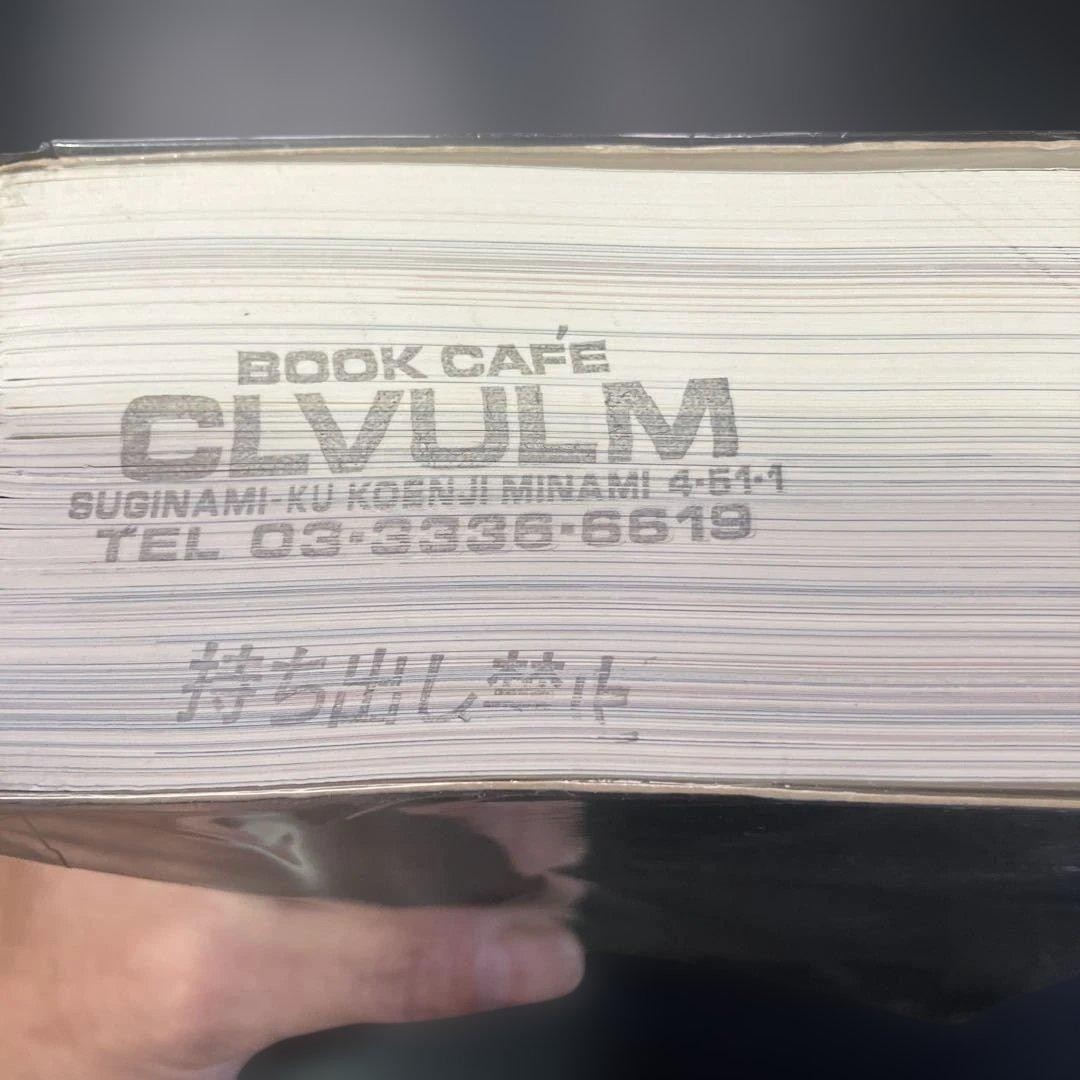 BOOK CAFÉ
CLVULM
SUGINAMI-KU KOENJI MINAMI 4-51-1
TEL 03-3336-6619
持ち出し禁止